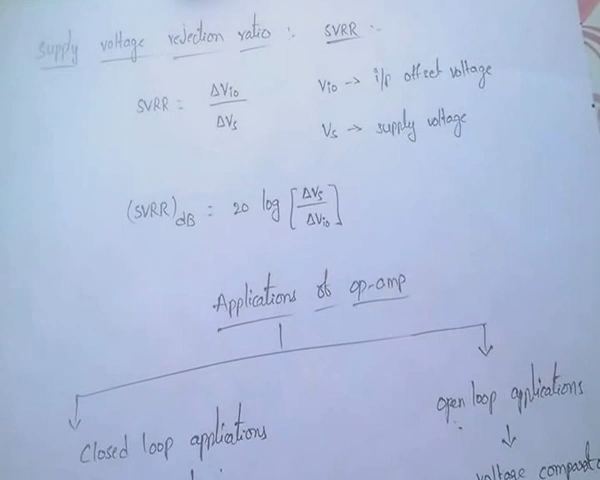 supply voltage rejection ratio : SVRR :-
SVRR = ΔVio / ΔVs
Vio → i/p offset voltage
Vs → supply voltage
(SVRR)dB = 20 log [ΔVs / ΔVio]
Applications of op-amp
Closed loop applications
open loop applications
↓
voltage